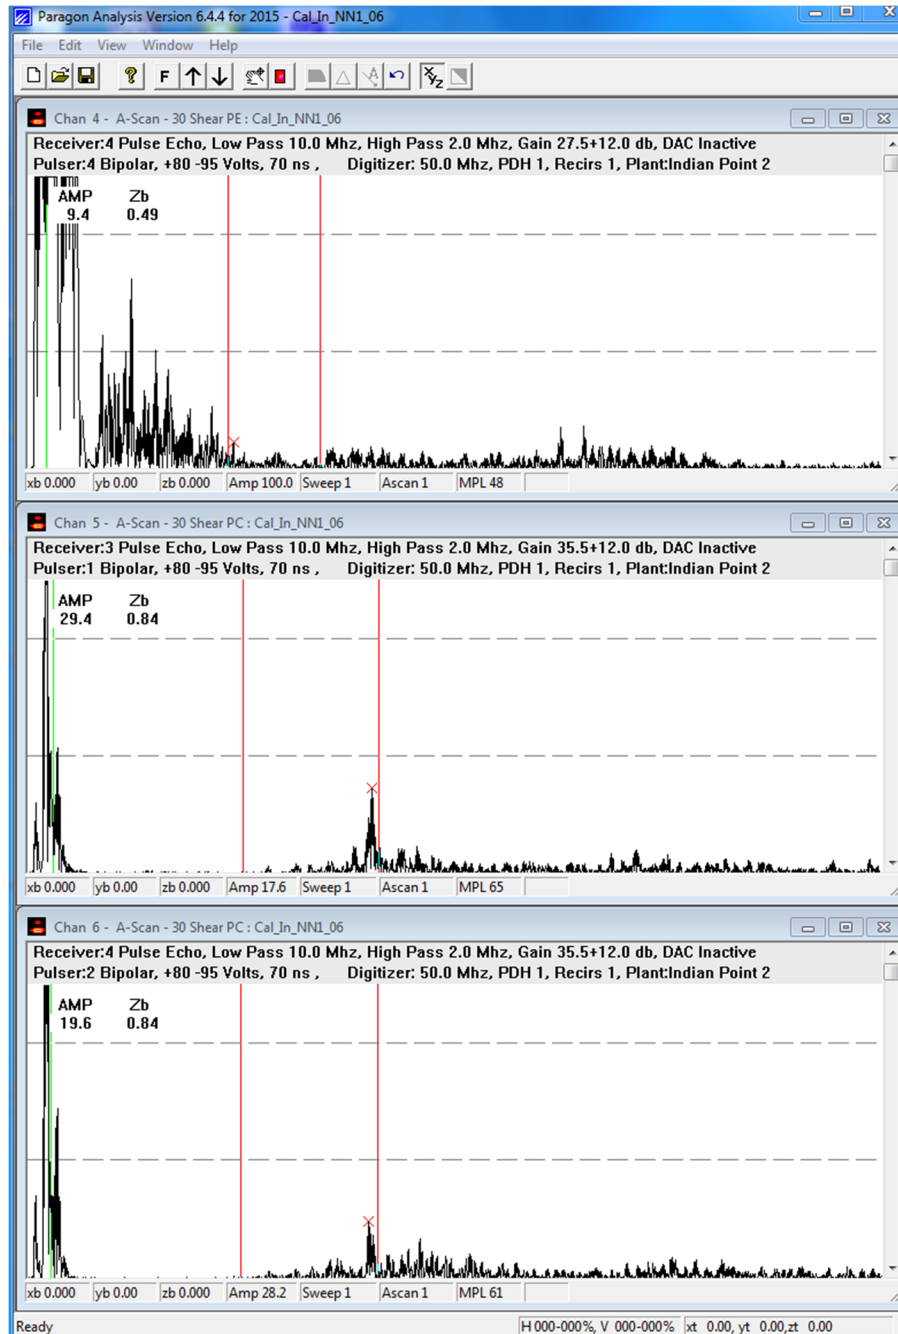 Paragon Analysis Version 6.4.4 for 2015 - Cal_In_NN1_06
File Edit View Window Help
F
XYZ
Chan 4 - A-Scan - 30 Shear PE : Cal_In_NN1_06
Receiver:4 Pulse Echo, Low Pass 10.0 Mhz, High Pass 2.0 Mhz, Gain 27.5+12.0 db, DAC Inactive
Pulser:4 Bipolar, +80 -95 Volts, 70 ns , Digitizer: 50.0 Mhz, PDH 1, Recirs 1, Plant:Indian Point 2
AMP Zb
9.4 0.49
xb 0.000 yb 0.00 zb 0.000 Amp 100.0 Sweep 1 Ascan 1 MPL 48
Chan 5 - A-Scan - 30 Shear PC : Cal_In_NN1_06
Receiver:3 Pulse Echo, Low Pass 10.0 Mhz, High Pass 2.0 Mhz, Gain 35.5+12.0 db, DAC Inactive
Pulser:1 Bipolar, +80 -95 Volts, 70 ns , Digitizer: 50.0 Mhz, PDH 1, Recirs 1, Plant:Indian Point 2
AMP Zb
29.4 0.84
xb 0.000 yb 0.00 zb 0.000 Amp 17.6 Sweep 1 Ascan 1 MPL 65
Chan 6 - A-Scan - 30 Shear PC : Cal_In_NN1_06
Receiver:4 Pulse Echo, Low Pass 10.0 Mhz, High Pass 2.0 Mhz, Gain 35.5+12.0 db, DAC Inactive
Pulser:2 Bipolar, +80 -95 Volts, 70 ns , Digitizer: 50.0 Mhz, PDH 1, Recirs 1, Plant:Indian Point 2
AMP Zb
19.6 0.84
xb 0.000 yb 0.00 zb 0.000 Amp 28.2 Sweep 1 Ascan 1 MPL 61
Ready H 000-000%, V 000-000% xt 0.00, yt 0.00,zt 0.00